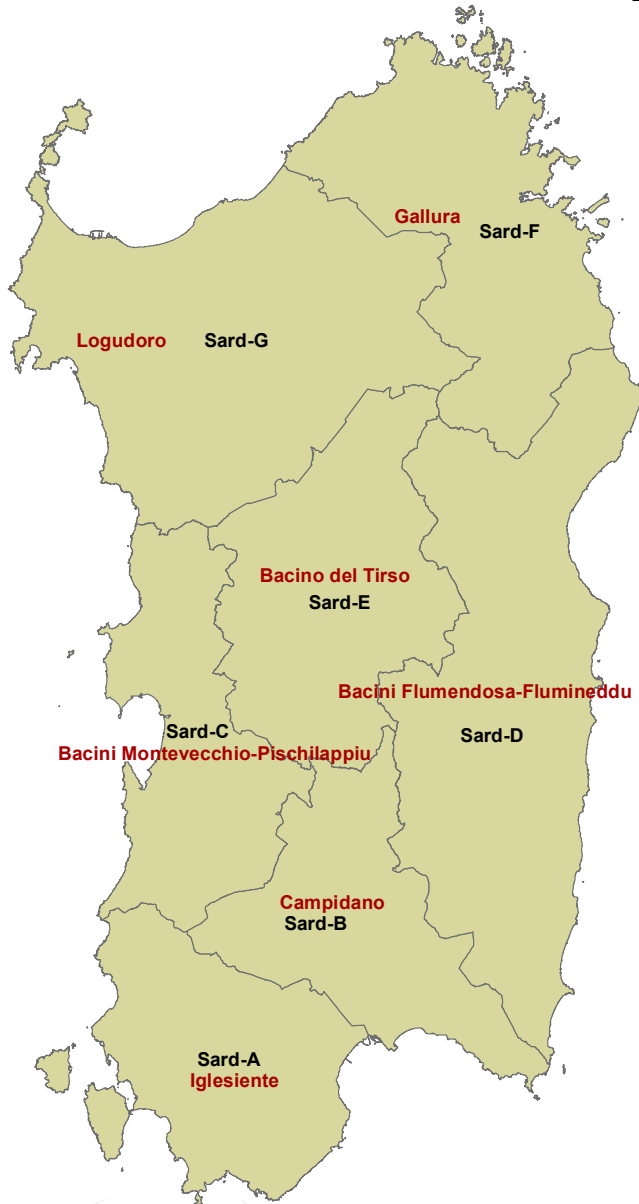 Gallura
Sard-F
Logudoro
Sard-G
Bacino del Tirso
Sard-E
Bacini Flumendosa-Flumineddu
Sard-D
Sard-C
Bacini Montevecchio-Pischilappiu
Campidano
Sard-B
Sard-A
Iglesiente